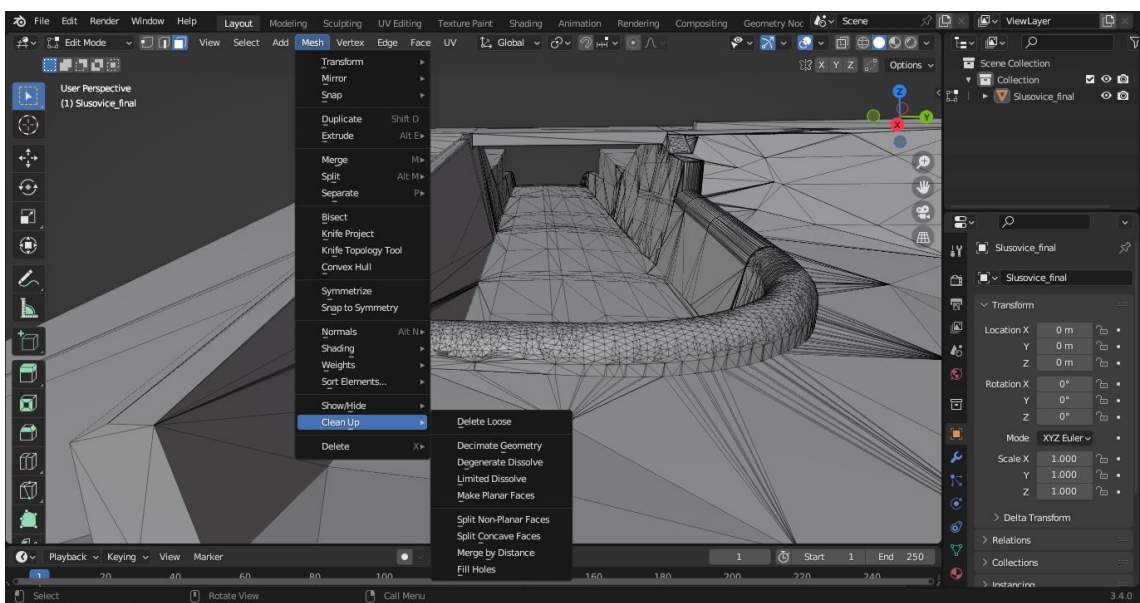 File Edit Render Window Help Layout Modeling Sculpting UV Editing Texture Paint Shading Animation Rendering Compositing Geometry Noc Scene ViewLayer
Edit Mode View Select Add Mesh Vertex Edge Face UV Global
X Y Z Options
User Perspective
(1) Slusovice_final
Transform
Mirror
Snap
Duplicate Shift D
Extrude Alt E
Merge M
Split Alt M
Separate P
Bisect
Knife Project
Knife Topology Tool
Convex Hull
Symmetrize
Snap to Symmetry
Normals Alt N
Shading
Weights
Sort Elements...
Show/Hide
Clean Up
Delete X
Delete Loose
Decimate Geometry
Degenerate Dissolve
Limited Dissolve
Make Planar Faces
Split Non-Planar Faces
Split Concave Faces
Merge by Distance
Fill Holes
Z
Y
X
Scene Collection
Collection
Slusovice_final
Slusovice_final
Slusovice_final
Transform
Location X 0 m
Y 0 m
Z 0 m
Rotation X 0°
Y 0°
Z 0°
Mode XYZ Euler
Scale X 1.000
Y 1.000
Z 1.000
Delta Transform
Relations
Collections
Instancing
Playback Keying View Marker 1 Start 1 End 250
1 20 40 60 80 100 160 180 200 220 240
Select Rotate View Call Menu 3.4.0